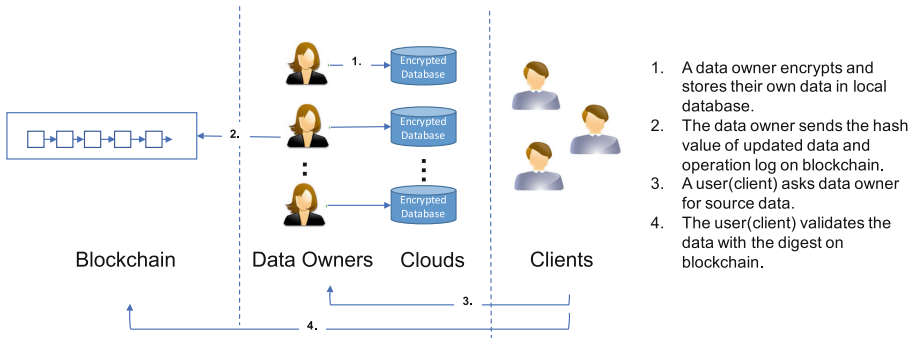 1.
Encrypted
Database
2.
Encrypted
Database
Encrypted
Database
Blockchain
Data Owners
Clouds
Clients
3.
4.
1. A data owner encrypts and
stores their own data in local
database.
2. The data owner sends the hash
value of updated data and
operation log on blockchain.
3. A user(client) asks data owner
for source data.
4. The user(client) validates the
data with the digest on
blockchain.